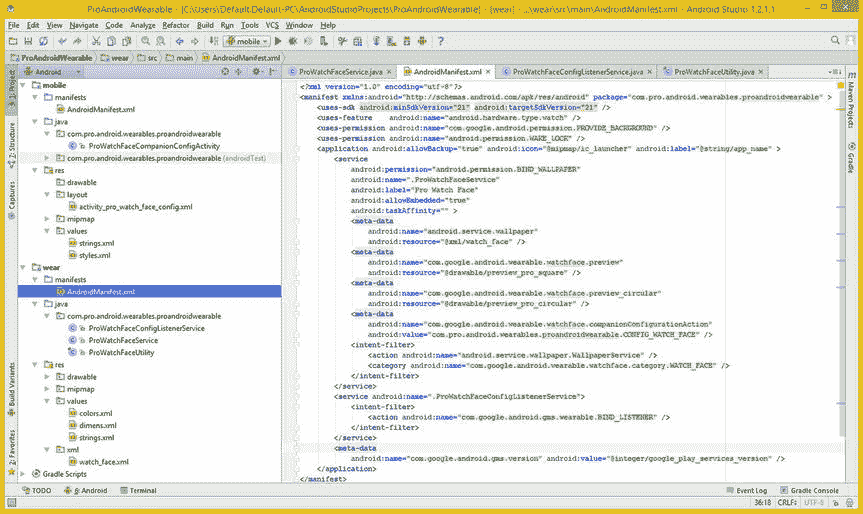 ProAndroidWearable - [C:\Users\Default.Default-PC\AndroidStudioProjects\ProAndroidWearable] - [wear] - ...\wear\src\main\AndroidManifest.xml - Android Studio 1.2.1.1
File Edit View Navigate Code Analyze Refactor Build Run Tools VCS Window Help
mobile
ProAndroidWearable wear src main AndroidManifest.xml
Android
ProWatchFaceService.java AndroidManifest.xml ProWatchFaceConfigListenerService.java ProWatchFaceUtility.java
1: Project
Z: Structure
Captures
Build Variants
2: Favorites
mobile
manifests
AndroidManifest.xml
java
com.pro.android.wearables.proandroidwearable
ProWatchFaceCompanionConfigActivity
com.pro.android.wearables.proandroidwearable (androidTest)
res
drawable
layout
activity_pro_watch_face_config.xml
mipmap
values
strings.xml
styles.xml
wear
manifests
AndroidManifest.xml
java
com.pro.android.wearables.proandroidwearable
ProWatchFaceConfigListenerService
ProWatchFaceService
ProWatchFaceUtility
res
drawable
mipmap
values
colors.xml
dimens.xml
strings.xml
xml
watch_face.xml
Gradle Scripts
<?xml version="1.0" encoding="utf-8"?>
<manifest xmlns:android="http://schemas.android.com/apk/res/android" package="com.pro.android.wearables.proandroidwearable" >
<uses-sdk android:minSdkVersion="21" android:targetSdkVersion="21" />
<uses-feature android:name="android.hardware.type.watch" />
<uses-permission android:name="com.google.android.permission.PROVIDE_BACKGROUND" />
<uses-permission android:name="android.permission.WAKE_LOCK" />
<application android:allowBackup="true" android:icon="@mipmap/ic_launcher" android:label="@string/app_name" >
<service
android:permission="android.permission.BIND_WALLPAPER"
android:name=".ProWatchFaceService"
android:label="Pro Watch Face"
android:allowEmbedded="true"
android:taskAffinity="" >
<meta-data
android:name="android.service.wallpaper"
android:resource="@xml/watch_face" />
<meta-data
android:name="com.google.android.wearable.watchface.preview"
android:resource="@drawable/preview_pro_square" />
<meta-data
android:name="com.google.android.wearable.watchface.preview_circular"
android:resource="@drawable/preview_pro_circular" />
<meta-data
android:name="com.google.android.wearable.watchface.companionConfigurationAction"
android:value="com.pro.android.wearables.proandroidwearable.CONFIG_WATCH_FACE" />
<intent-filter>
<action android:name="android.service.wallpaper.WallpaperService" />
<category android:name="com.google.android.wearable.watchface.category.WATCH_FACE" />
</intent-filter>
</service>
<service android:name=".ProWatchFaceConfigListenerService">
<intent-filter>
<action android:name="com.google.android.gms.wearable.BIND_LISTENER" />
</intent-filter>
</service>
<meta-data
android:name="com.google.android.gms.version" android:value="@integer/google_play_services_version" />
</application>
</manifest>
Maven Projects
Gradle
TODO 6: Android Terminal Event Log Gradle Console
36:18 CRLF UTF-8